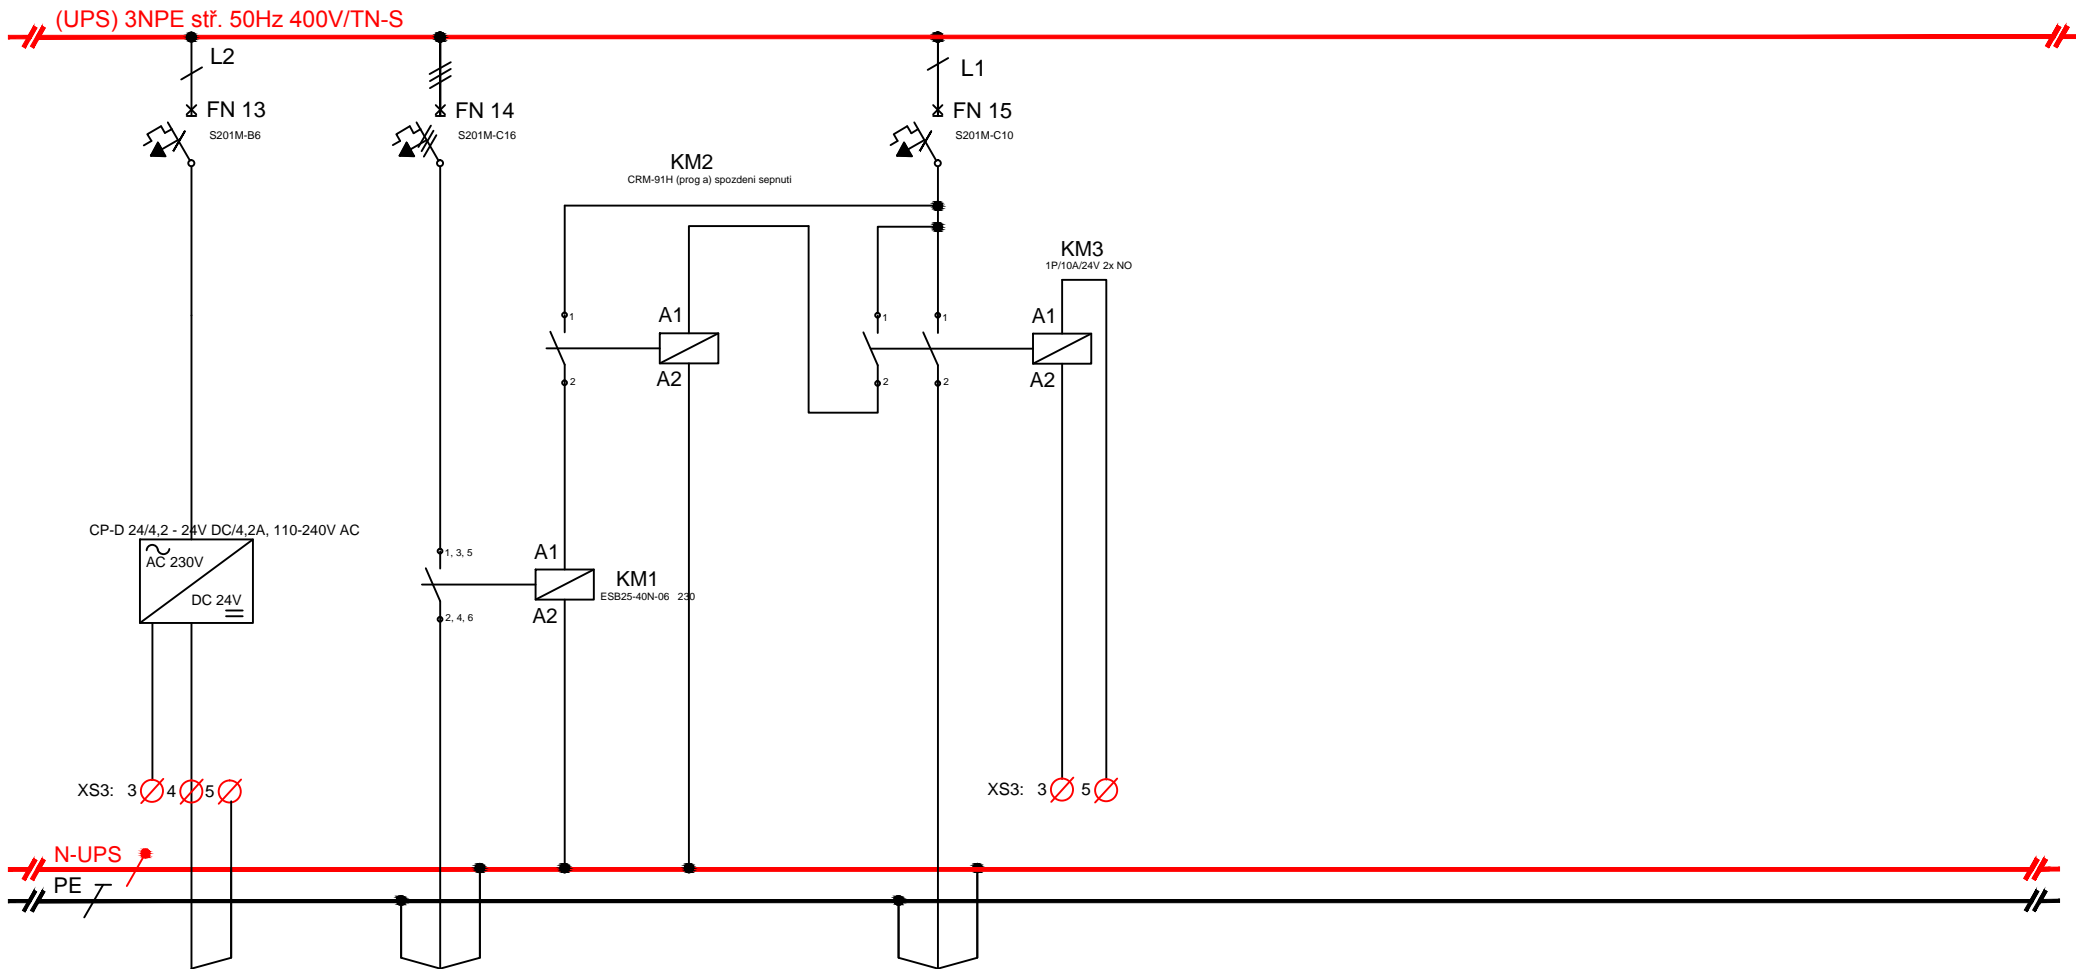 (UPS) 3NPE stř. 50Hz 400V/TN-S
L2
L1
FN 13
S201M-B6
FN 14
S201M-C16
FN 15
S201M-C10
KM2
CRM-91H (prog a) spozdeni sepnuti
KM3
1P/10A/24V 2x NO
1
A1
1
1
A1
2
A2
2
2
A2
CP-D 24/4,2 - 24V DC/4,2A, 110-240V AC
AC 230V
DC 24V
1, 3, 5
2, 4, 6
A1
A2
KM1
ESB25-40N-06 230
XS3: 3 4 5
XS3: 3 5
N-UPS
PE